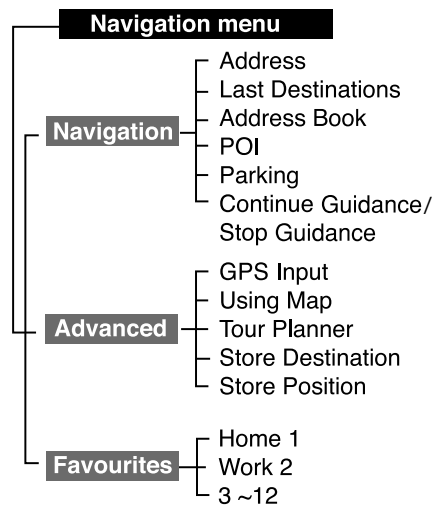 Navigation menu
Navigation
Address
Last Destinations
Address Book
POI
Parking
Continue Guidance/
Stop Guidance
Advanced
GPS Input
Using Map
Tour Planner
Store Destination
Store Position
Favourites
Home 1
Work 2
3 ~12